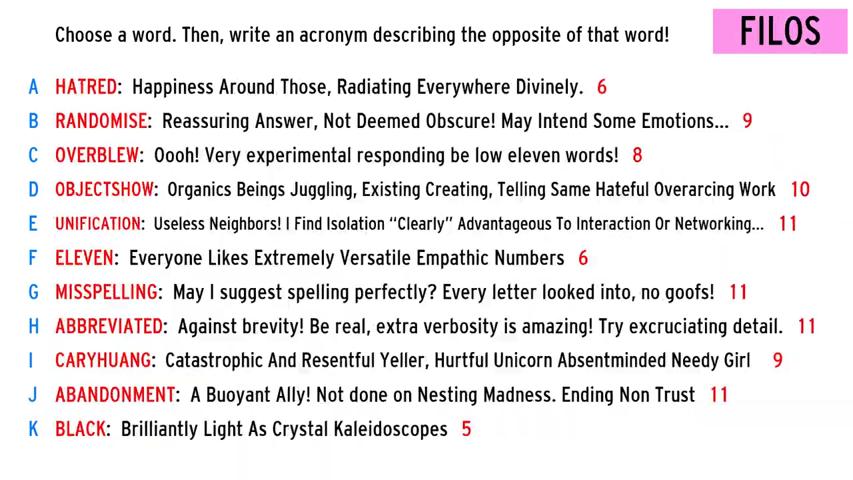 Choose a word. Then, write an acronym describing the opposite of that word!
FILOS
A HATRED: Happiness Around Those, Radiating Everywhere Divinely. 6
B RANDOMISE: Reassuring Answer, Not Deemed Obscure! May Intend Some Emotions... 9
C OVERBLEW: Oooh! Very experimental responding be low eleven words! 8
D OBJECTSHOW: Organics Beings Juggling, Existing Creating, Telling Same Hateful Overarcing Work 10
E UNIFICATION: Useless Neighbors! I Find Isolation "Clearly" Advantageous To Interaction Or Networking... 11
F ELEVEN: Everyone Likes Extremely Versatile Empathic Numbers 6
G MISSPELLING: May I suggest spelling perfectly? Every letter looked into, no goofs! 11
H ABBREVIATED: Against brevity! Be real, extra verbosity is amazing! Try excruciating detail. 11
I CARYHUANG: Catastrophic And Resentful Yeller, Hurtful Unicorn Absentminded Needy Girl 9
J ABANDONMENT: A Buoyant Ally! Not done on Nesting Madness. Ending Non Trust 11
K BLACK: Brilliantly Light As Crystal Kaleidoscopes 5